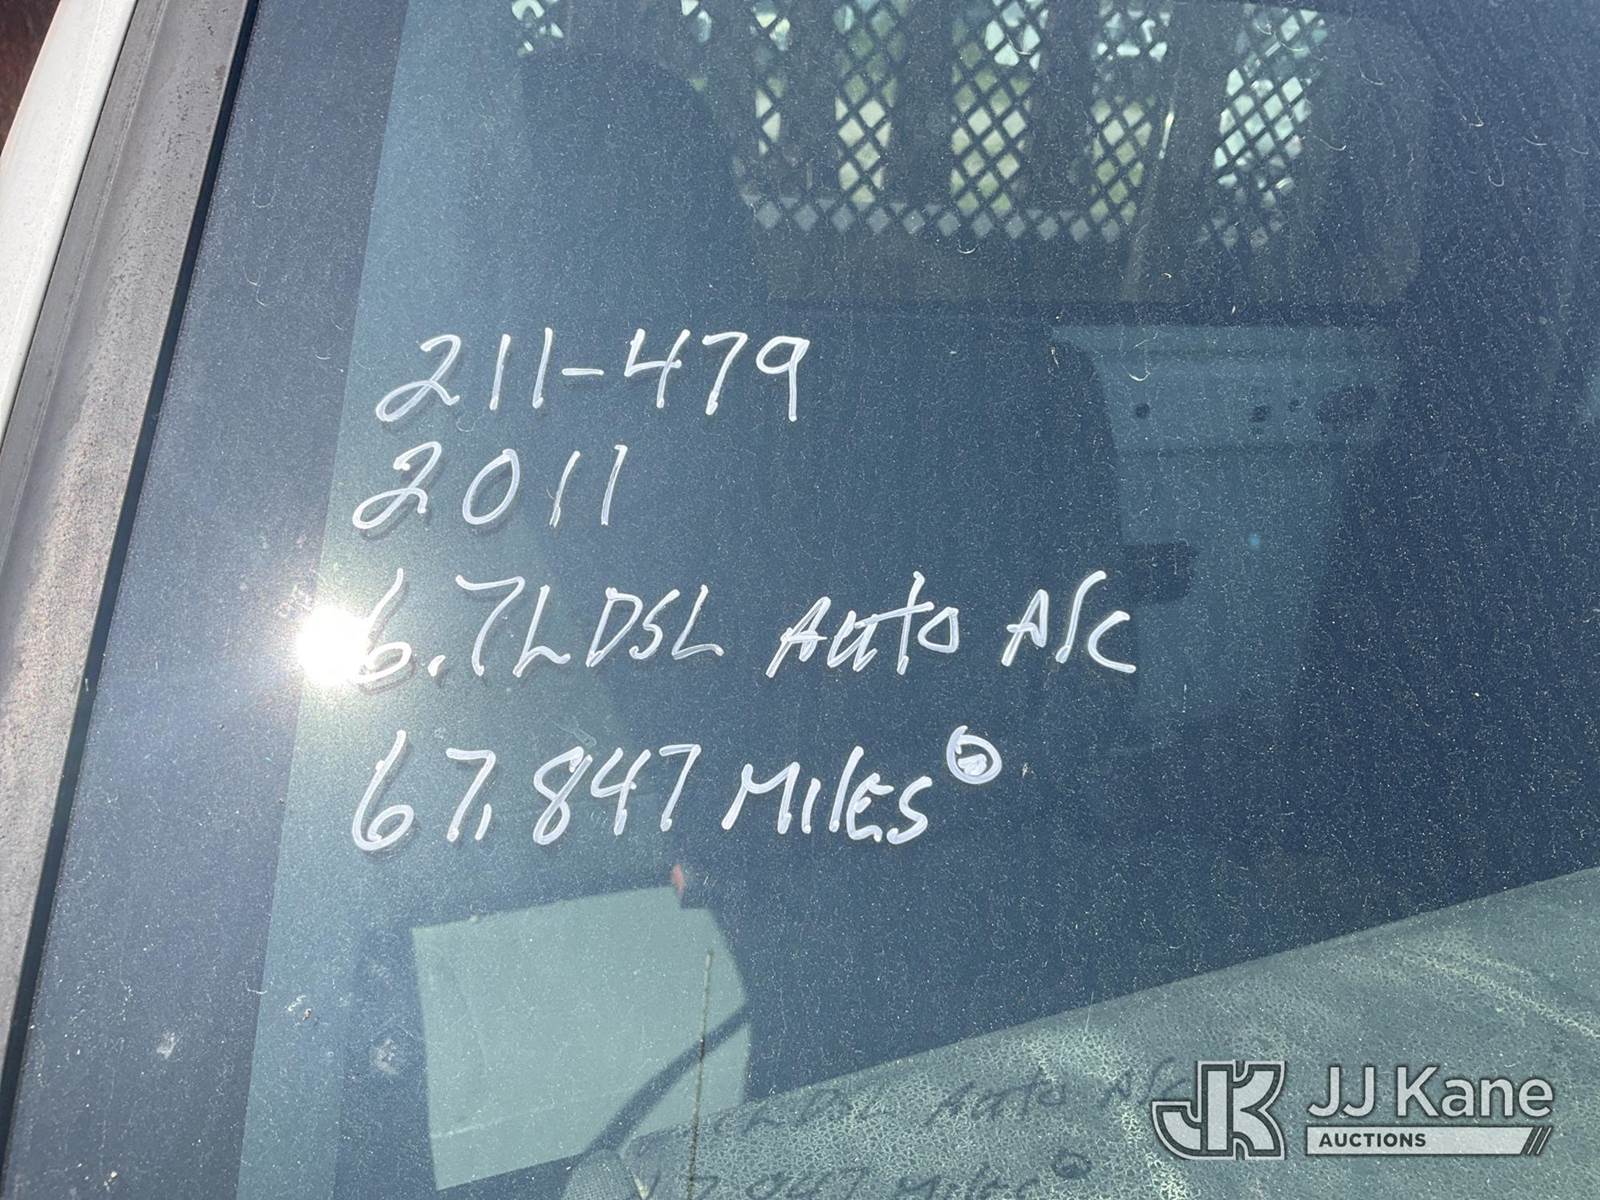 211-479
2011
6.7L DSL Auto A/C
67,847 Miles
JJ Kane
AUCTIONS